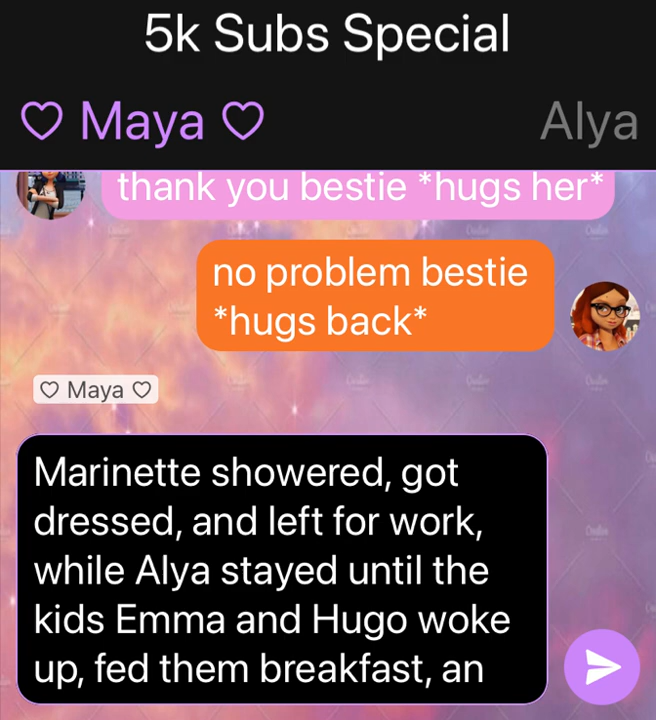 5k Subs Special
♡ Maya ♡
Alya
thank you bestie *hugs her*
no problem bestie
*hugs back*
♡ Maya ♡
Marinette showered, got
dressed, and left for work,
while Alya stayed until the
kids Emma and Hugo woke
up, fed them breakfast, an